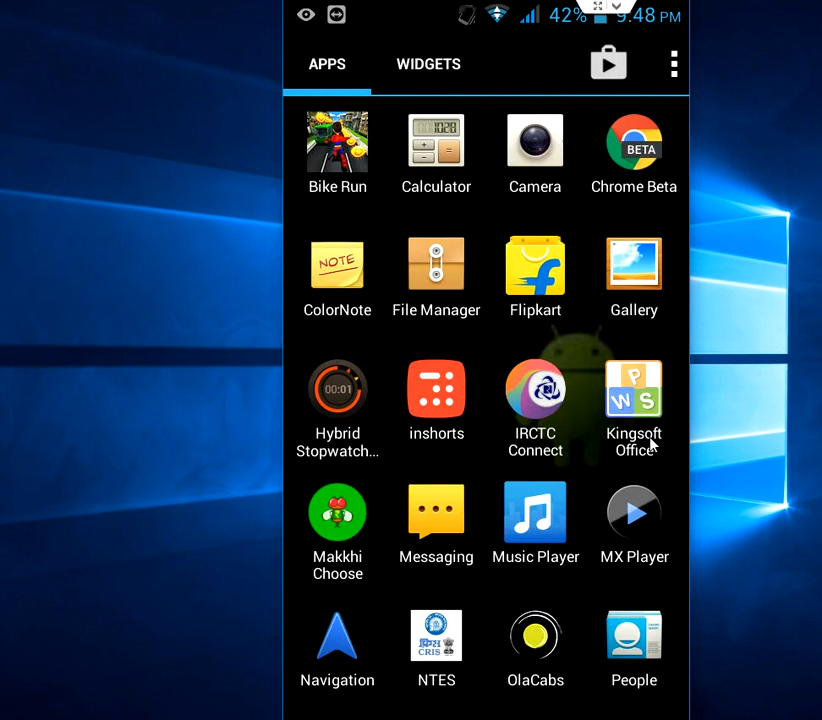 42% 9:48 PM
APPS WIDGETS
1028
BETA
Bike Run Calculator Camera Chrome Beta
NOTE
ColorNote File Manager Flipkart Gallery
00:01
P
W S
Hybrid Stopwatch... inshorts IRCTC Connect Kingsoft Office
Makkhi Choose Messaging Music Player MX Player
CRIS
Navigation NTES OlaCabs People